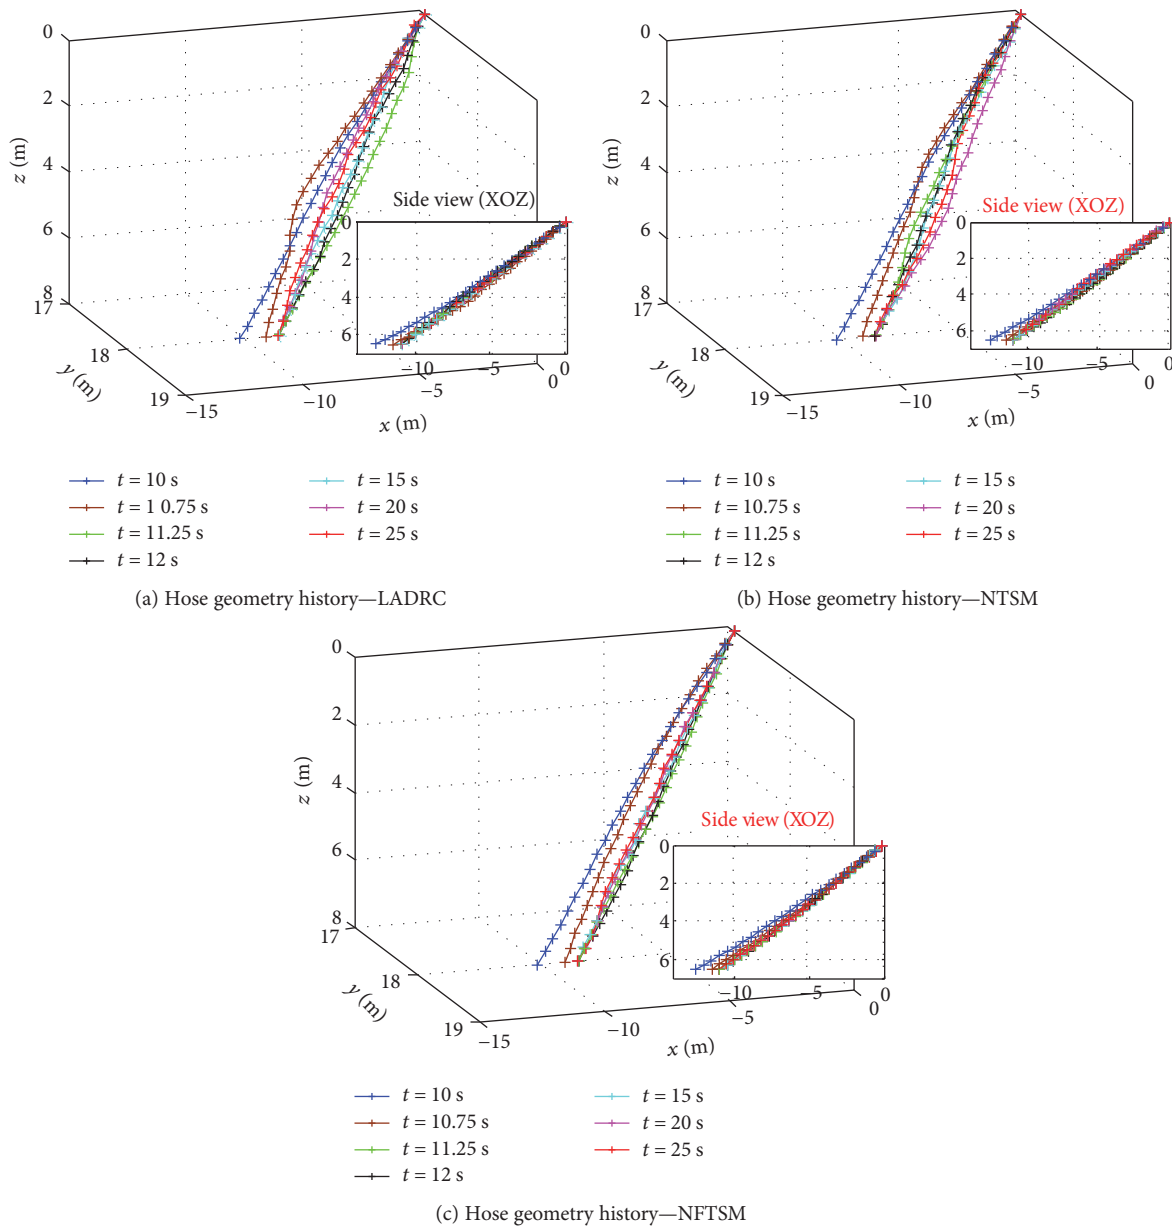 0
2
4
6
8
z (m)
17
18
19
y (m)
−15
−10
−5
0
x (m)
Side view (XOZ)
0
2
4
6
−10
−5
0
t = 10 s
t = 1 0.75 s
t = 11.25 s
t = 12 s
t = 15 s
t = 20 s
t = 25 s
(a) Hose geometry history—LADRC
0
2
4
6
8
z (m)
17
18
19
y (m)
−15
−10
−5
0
x (m)
Side view (XOZ)
0
2
4
6
−10
−5
0
t = 10 s
t = 10.75 s
t = 11.25 s
t = 12 s
t = 15 s
t = 20 s
t = 25 s
(b) Hose geometry history—NTSM
0
2
4
6
8
z (m)
17
18
19
y (m)
−15
−10
−5
0
x (m)
Side view (XOZ)
0
2
4
6
−10
−5
0
t = 10 s
t = 10.75 s
t = 11.25 s
t = 12 s
t = 15 s
t = 20 s
t = 25 s
(c) Hose geometry history—NFTSM